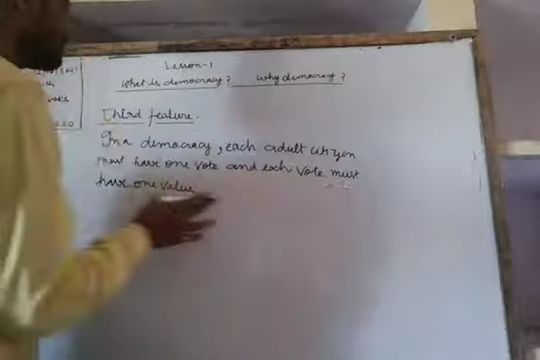 Lesson-1
What is democracy? Why democracy?
Third feature.
In a democracy, each adult citizen
must have one vote and each vote must
have one value